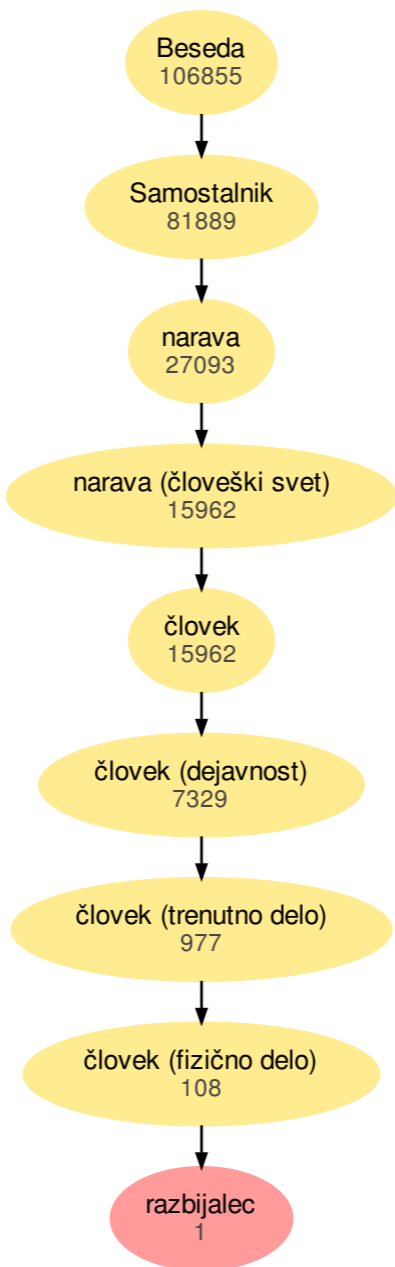 Beseda
106855
Samostalnik
81889
narava
27093
narava (človeški svet)
15962
človek
15962
človek (dejavnost)
7329
človek (trenutno delo)
977
človek (fizično delo)
108
razbijalec
1